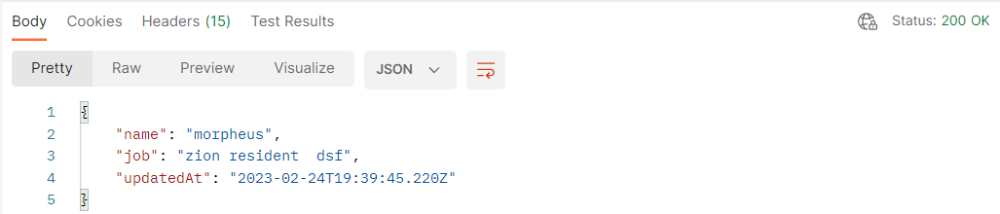 Body Cookies Headers (15) Test Results Status: 200 OK
Pretty Raw Preview Visualize JSON
1 {
2 "name": "morpheus",
3 "job": "zion resident  dsf",
4 "updatedAt": "2023-02-24T19:39:45.220Z"
5 }